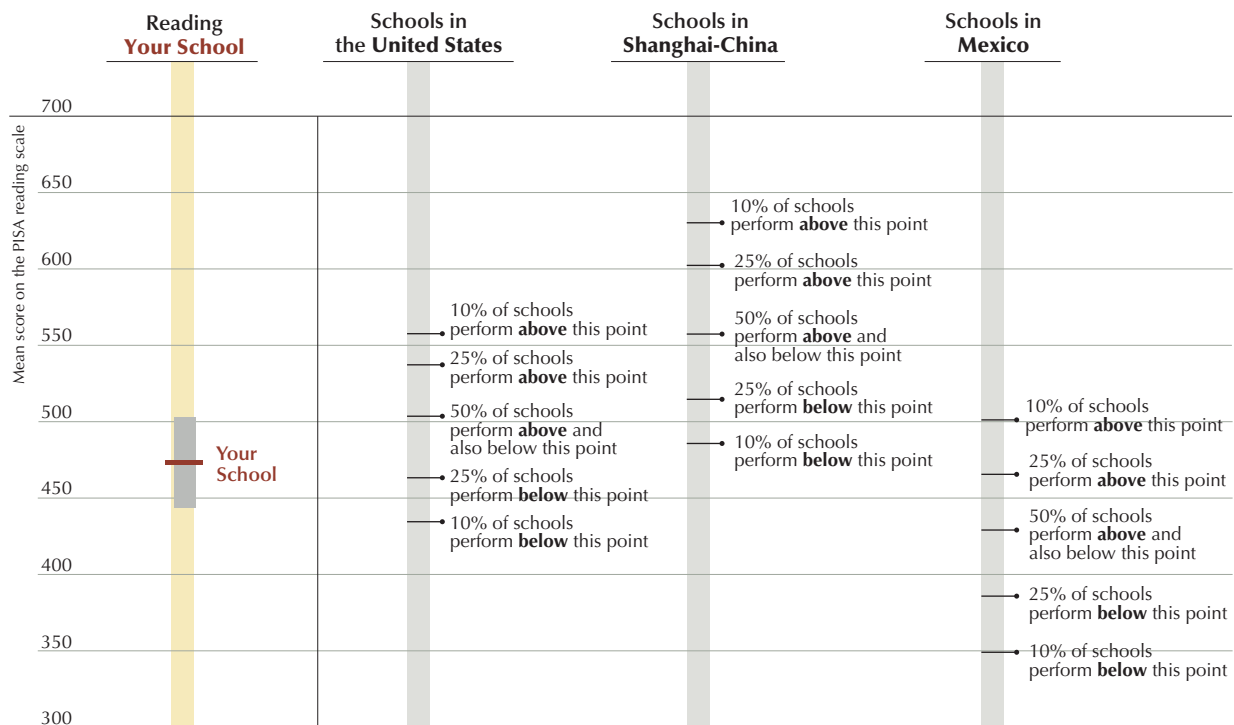 Reading
Your School
Schools in
the United States
Schools in
Shanghai-China
Schools in
Mexico
Mean score on the PISA reading scale
700
650
600
550
500
450
400
350
300
Your
School
10% of schools
perform above this point
25% of schools
perform above this point
50% of schools
perform above and
also below this point
25% of schools
perform below this point
10% of schools
perform below this point
10% of schools
perform above this point
25% of schools
perform above this point
50% of schools
perform above and
also below this point
25% of schools
perform below this point
10% of schools
perform below this point
10% of schools
perform above this point
25% of schools
perform above this point
50% of schools
perform above and
also below this point
25% of schools
perform below this point
10% of schools
perform below this point